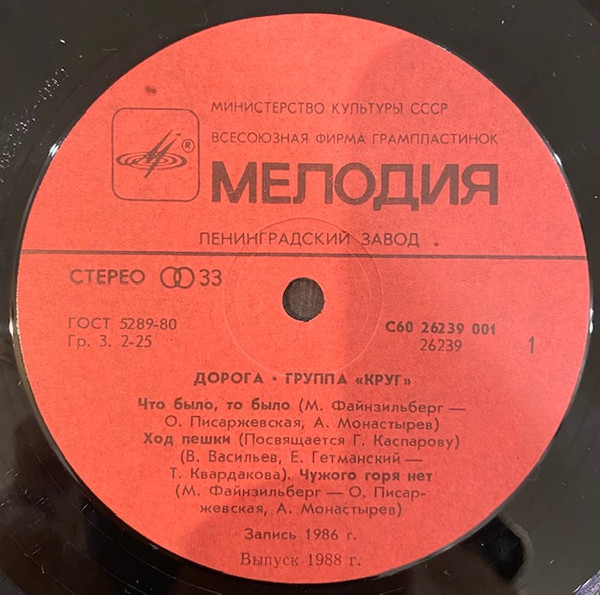 МИНИСТЕРСТВО КУЛЬТУРЫ СССР
ВСЕСОЮЗНАЯ ФИРМА ГРАМПЛАСТИНОК
®
МЕЛОДИЯ
ЛЕНИНГРАДСКИЙ ЗАВОД
СТЕРЕО 33
ГОСТ 5289-80
Гр. 3. 2-25
С60 26239 001
26239
1
ДОРОГА • ГРУППА «КРУГ»
Что было, то было (М. Файнзильберг —
О. Писаржевская, А. Монастырев)
Ход пешки (Посвящается Г. Каспарову)
(В. Васильев, Е. Гетманский —
Т. Квардакова). Чужого горя нет
(М. Файнзильберг — О. Писар-
жевская, А. Монастырев)
Запись 1986 г.
Выпуск 1988 г.